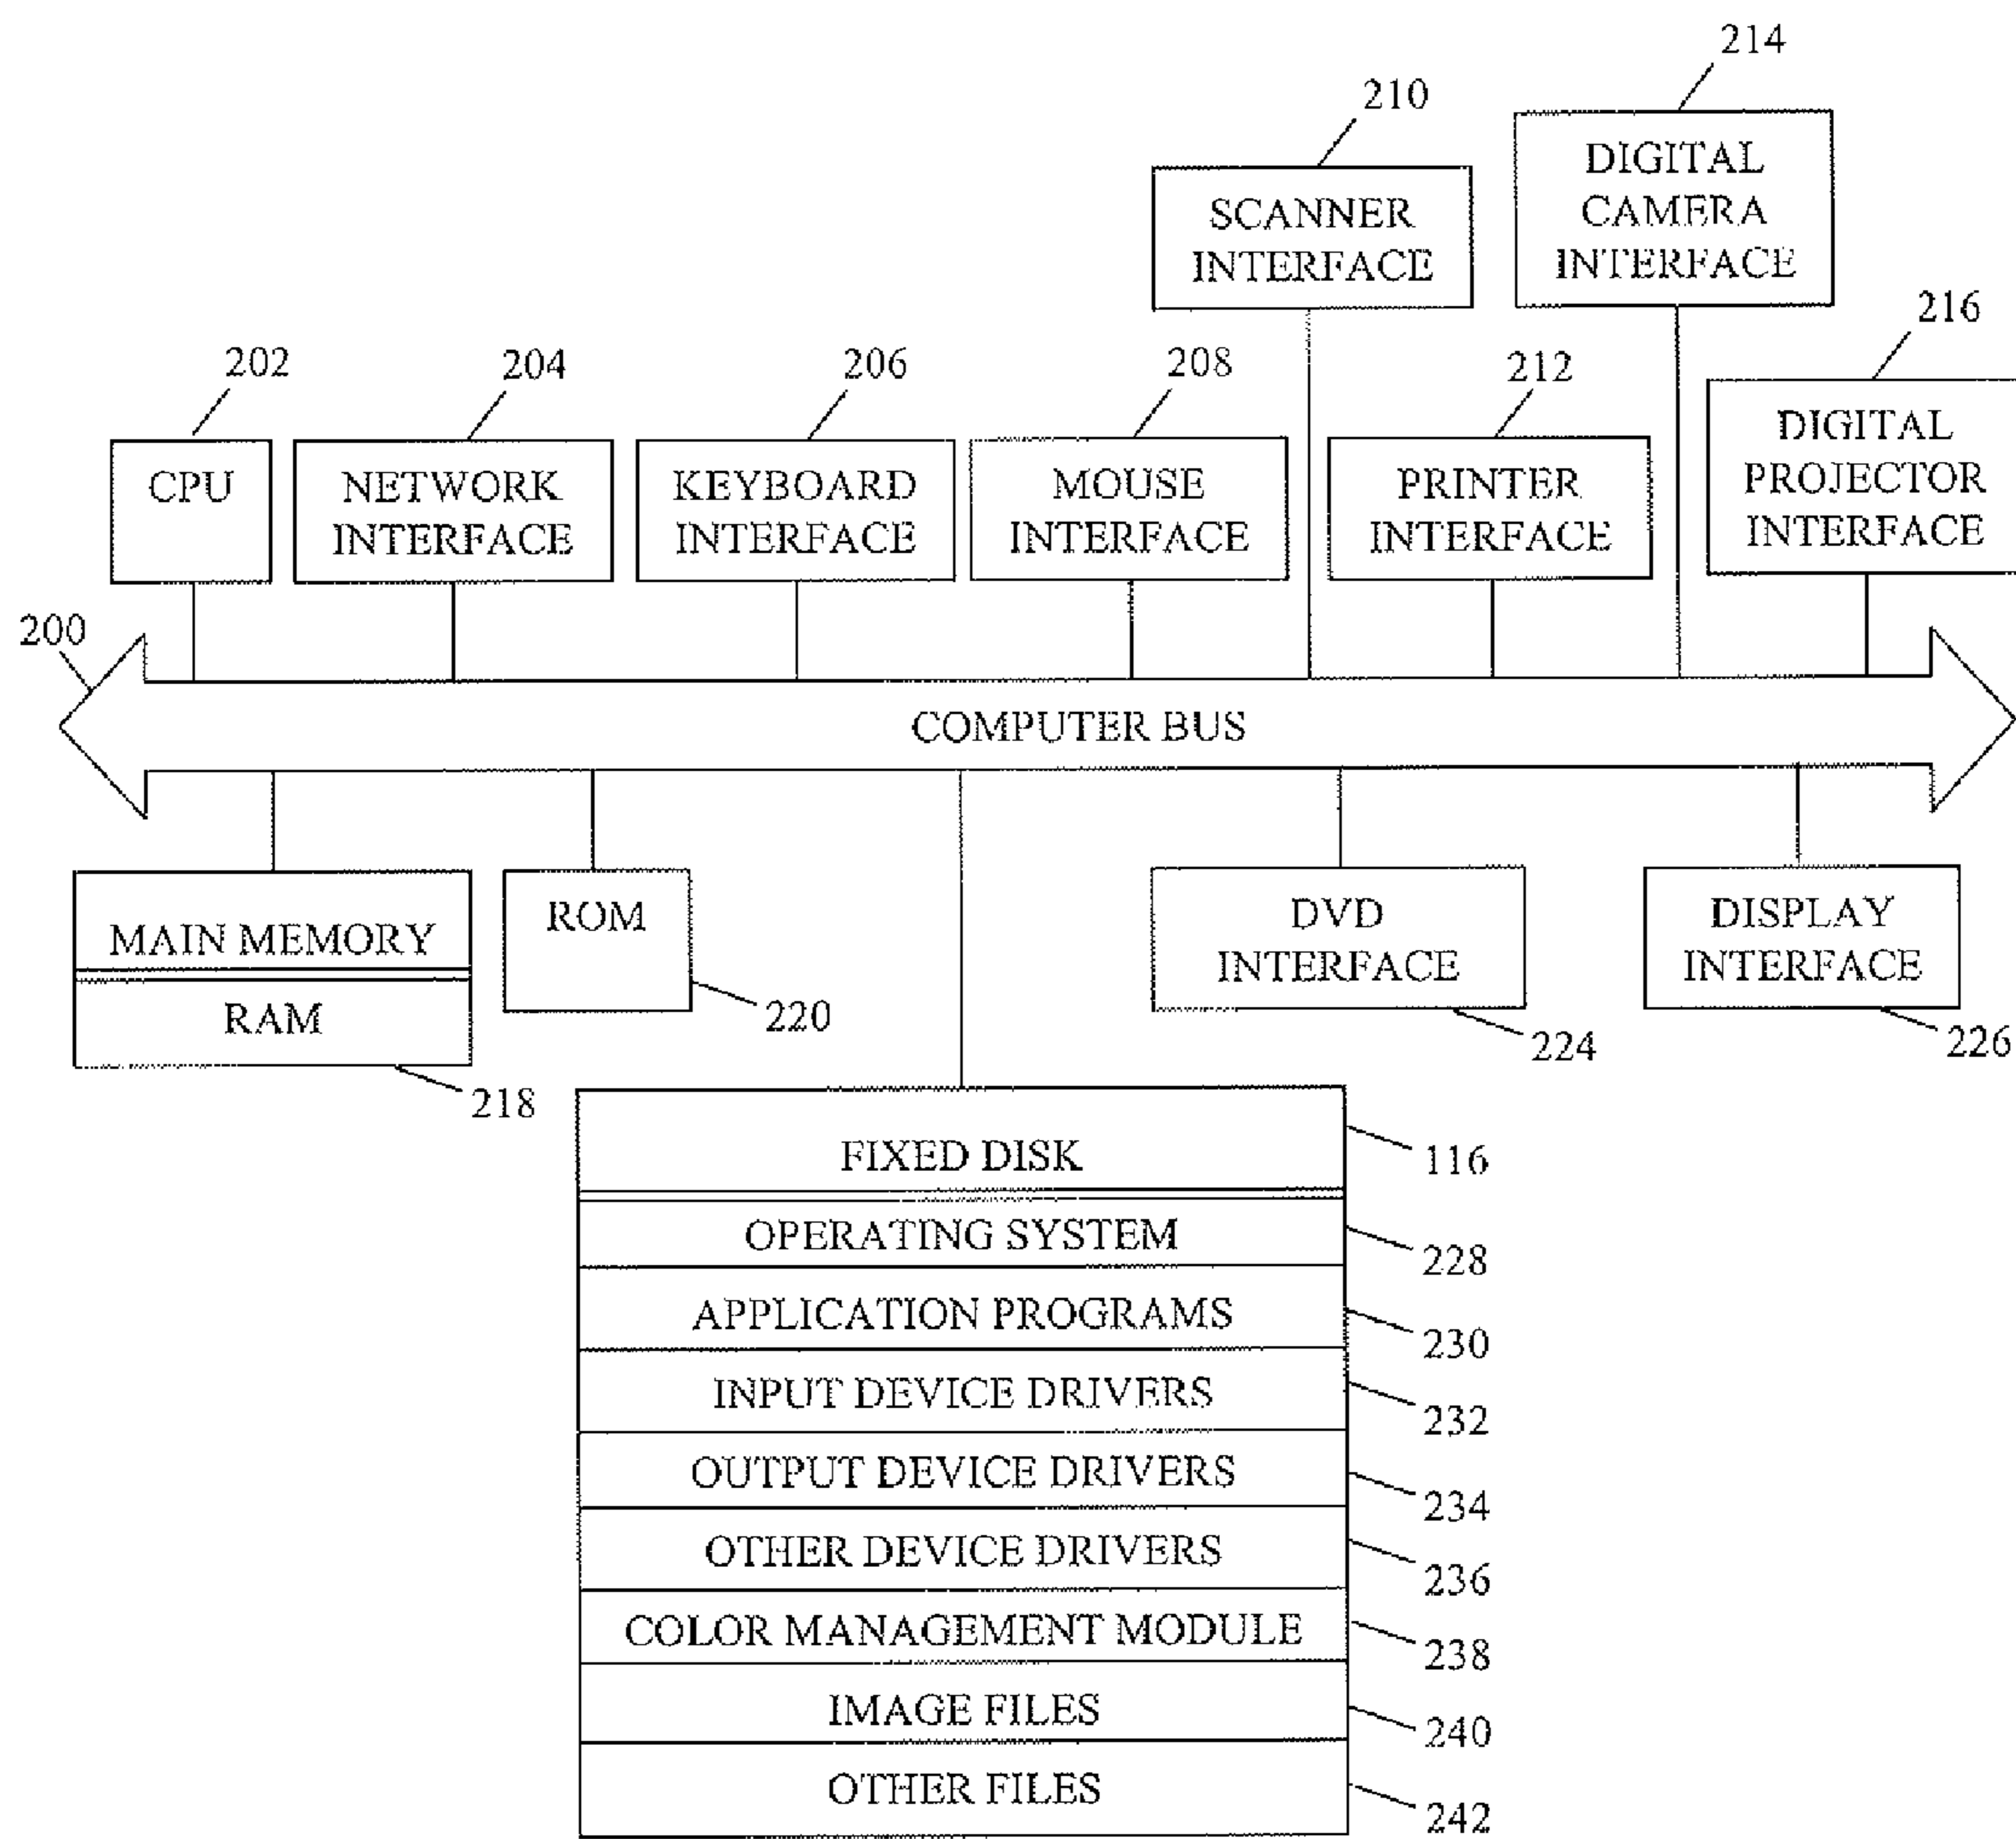 214
210
DIGITAL
CAMERA
INTERFACE
SCANNER
INTERFACE
216
202
204
206
208
212
DIGITAL
PROJECTOR
INTERFACE
CPU
NETWORK
INTERFACE
KEYBOARD
INTERFACE
MOUSE
INTERFACE
PRINTER
INTERFACE
200
COMPUTER BUS
MAIN MEMORY
RAM
218
ROM
220
DVD
INTERFACE
224
DISPLAY
INTERFACE
226
FIXED DISK
116
OPERATING SYSTEM
228
APPLICATION PROGRAMS
230
INPUT DEVICE DRIVERS
232
OUTPUT DEVICE DRIVERS
234
OTHER DEVICE DRIVERS
236
COLOR MANAGEMENT MODULE
238
IMAGE FILES
240
OTHER FILES
242